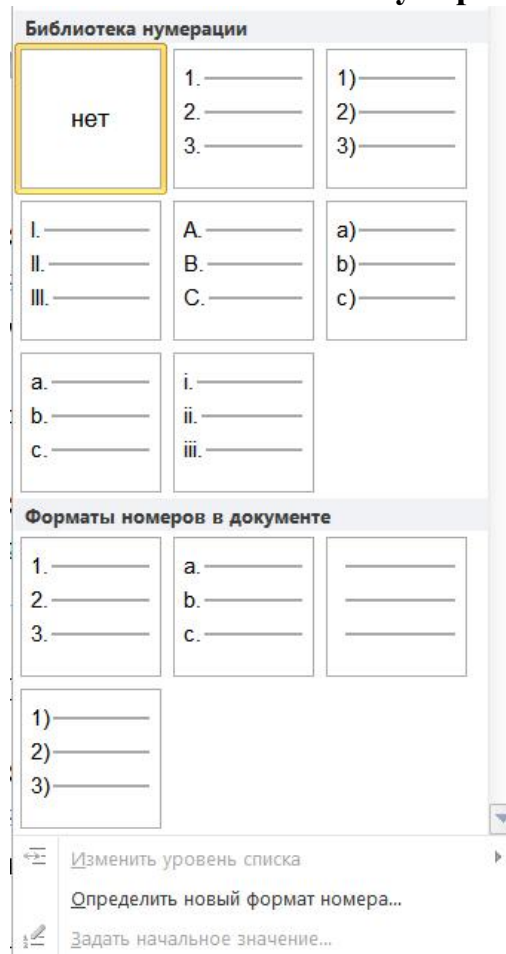 Библиотека нумерации
нет
1.
2.
3.
1)
2)
3)
I.
II.
III.
A.
B.
C.
a)
b)
c)
a.
b.
c.
i.
ii.
iii.
Форматы номеров в документе
1.
2.
3.
a.
b.
c.
1)
2)
3)
Изменить уровень списка
Определить новый формат номера...
Задать начальное значение...